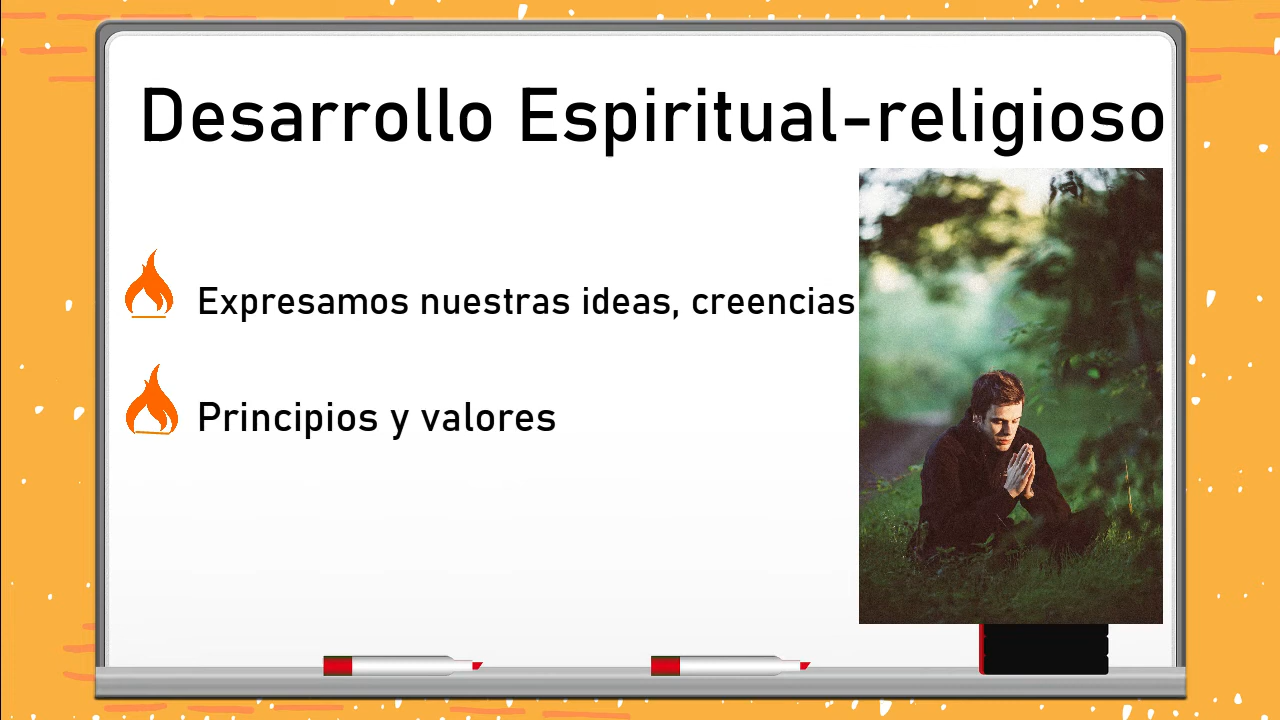 Desarrollo Espiritual-religioso
Expresamos nuestras ideas, creencias
Principios y valores